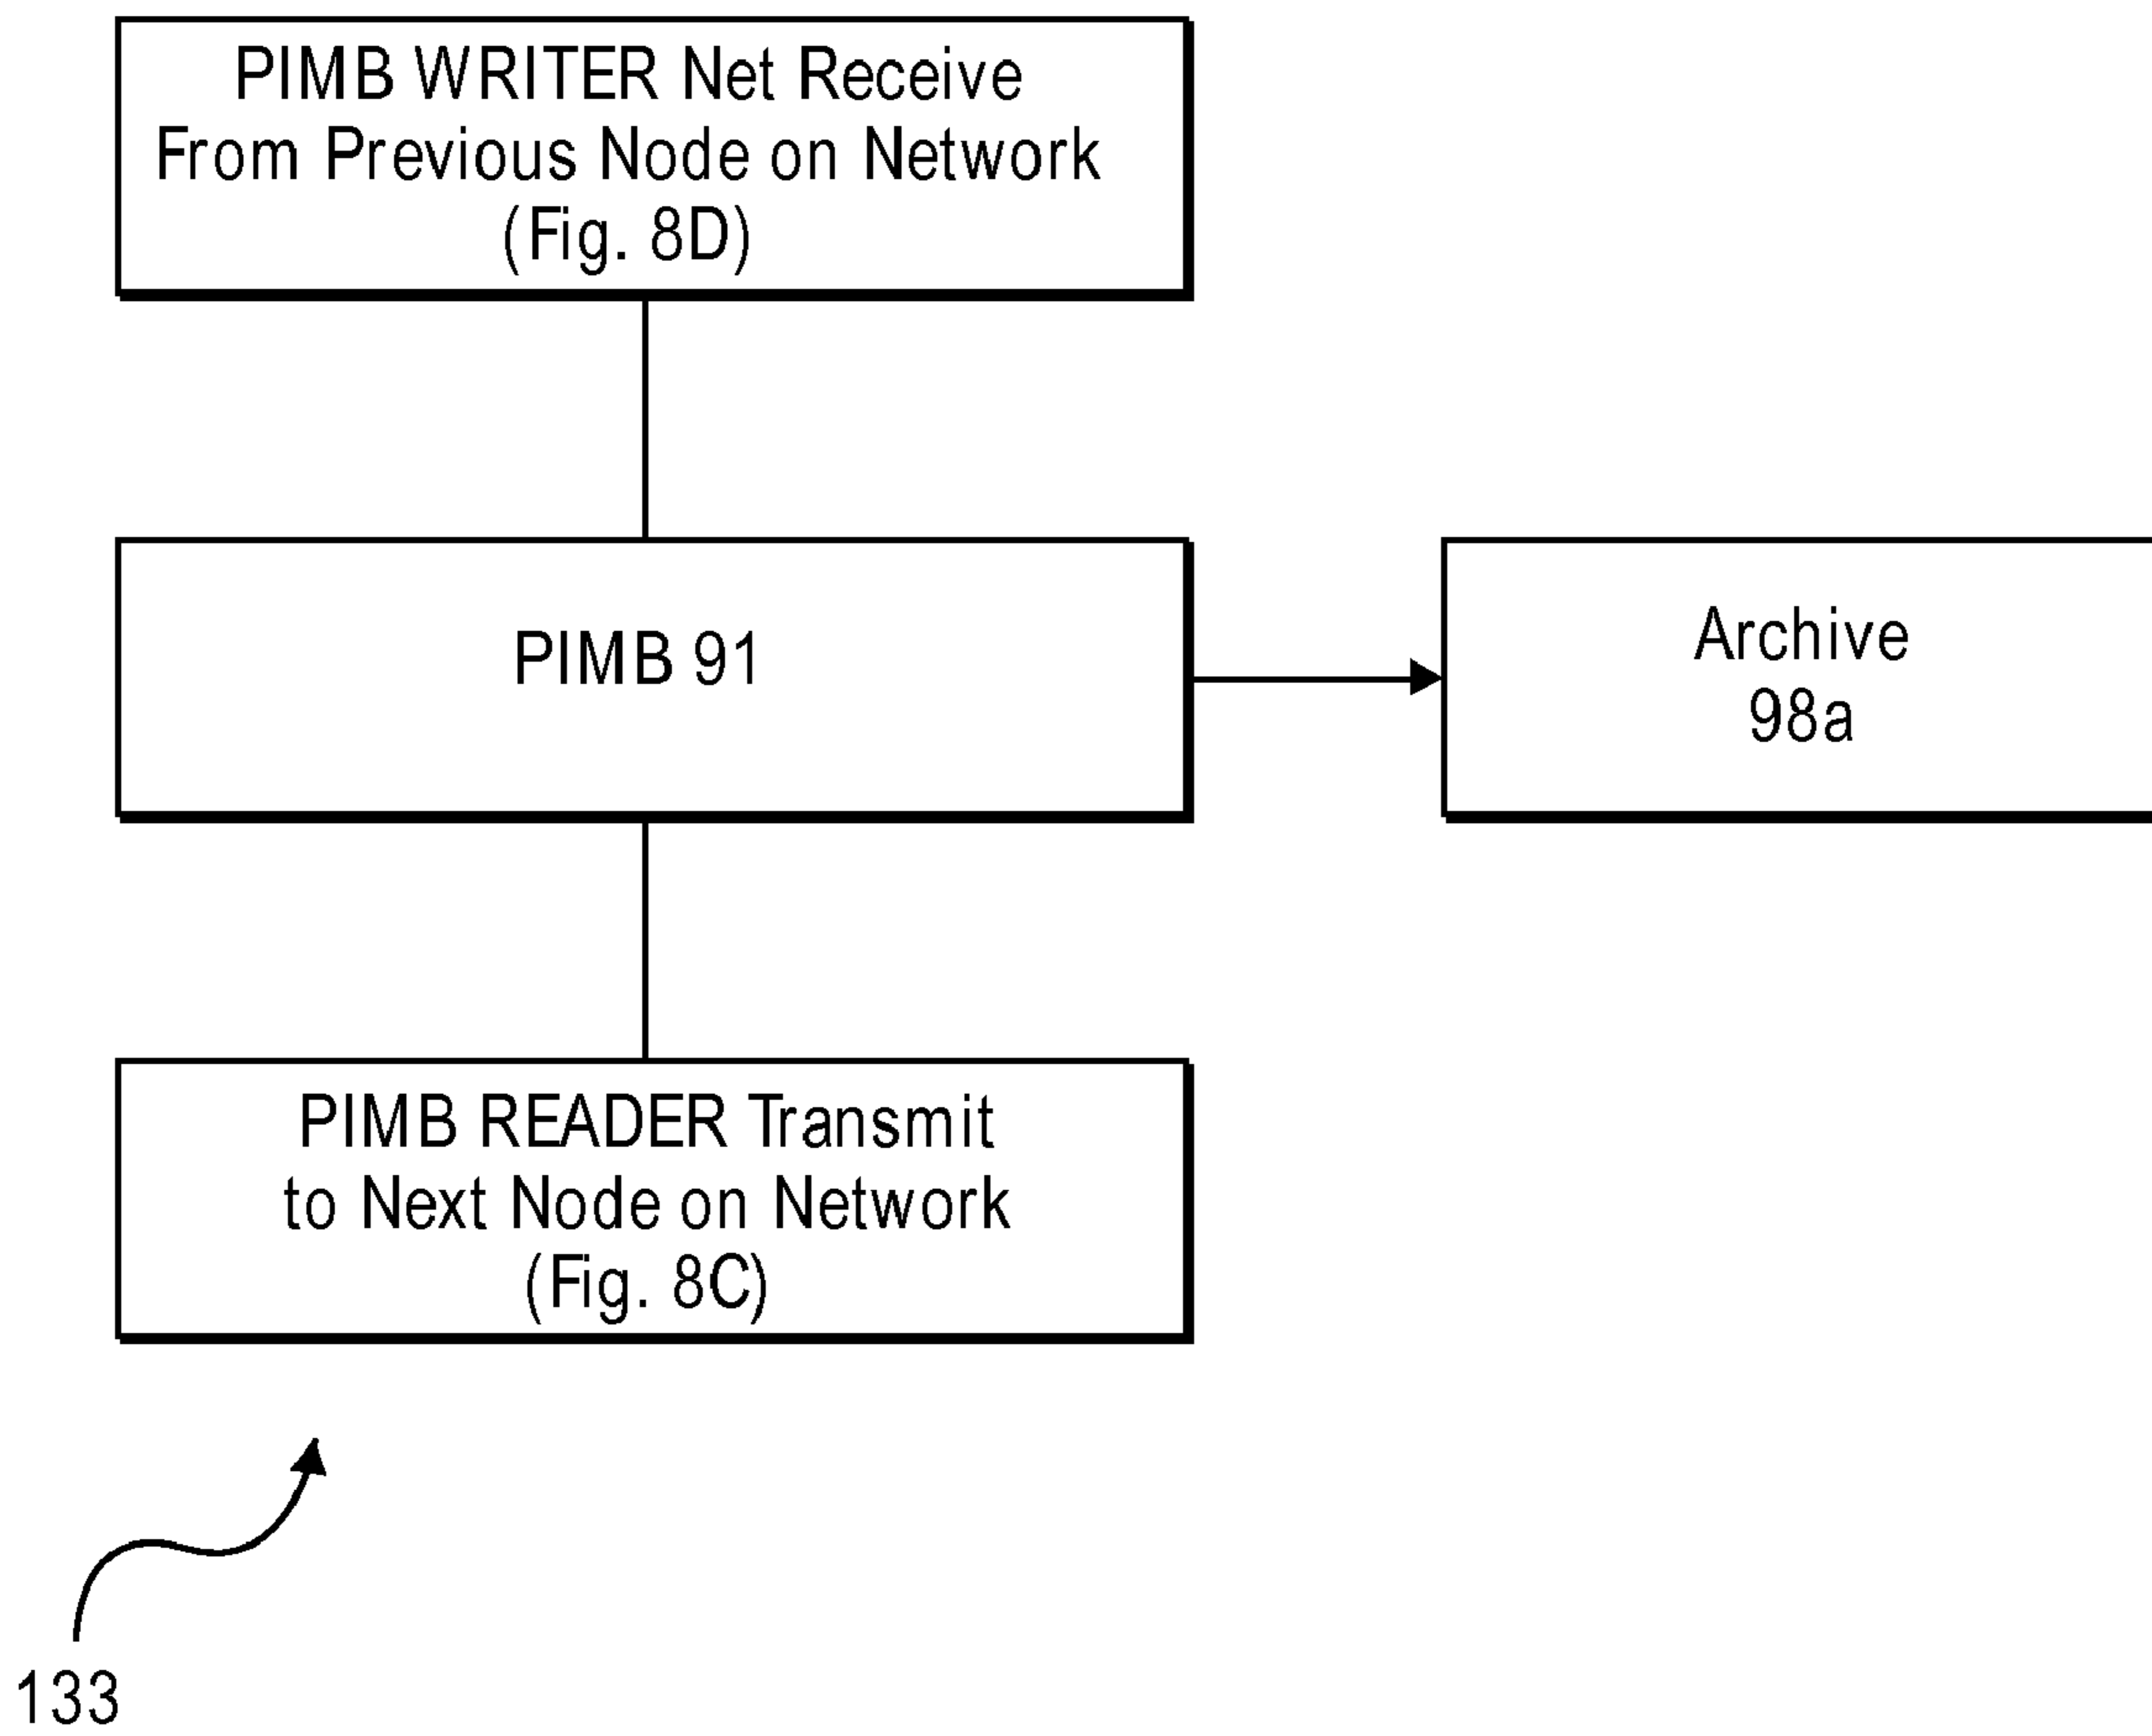 PIMB WRITER Net Receive
From Previous Node on Network
(Fig. 8D)
PIMB 91
Archive
98a
PIMB READER Transmit
to Next Node on Network
(Fig. 8C)
133